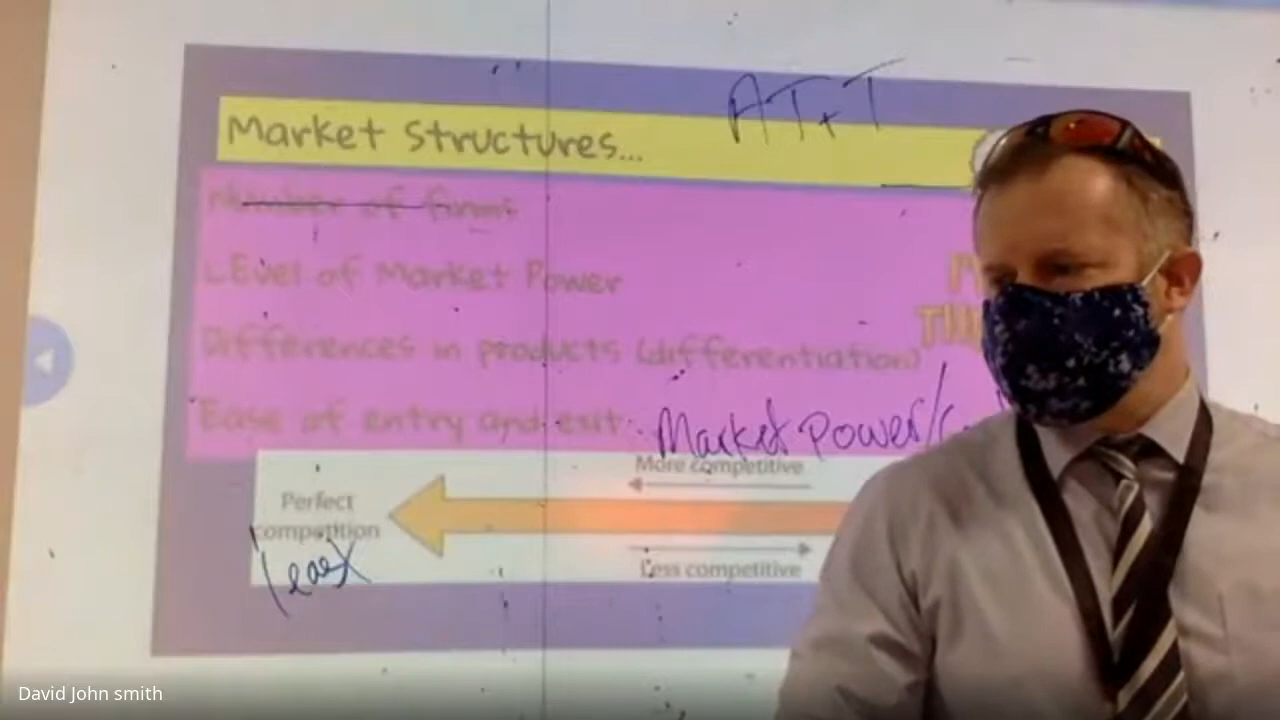 AT+T
Market Structures...
Number of firms
LEvel of Market Power
Differences in products (differentiation)
Ease of entry and exit
Market Power/
More competitive
Perfect
competition
Less competitive
least
David John smith